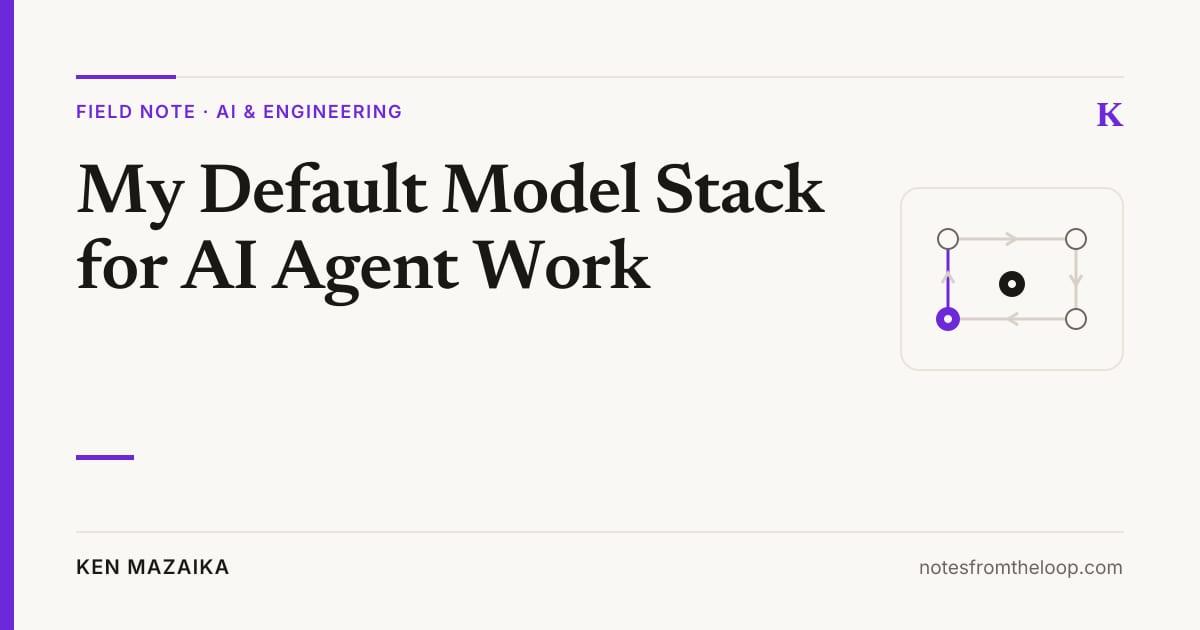 FIELD NOTE · AI & ENGINEERING
K
My Default Model Stack
for AI Agent Work
KEN MAZAIKA
notesfromtheloop.com